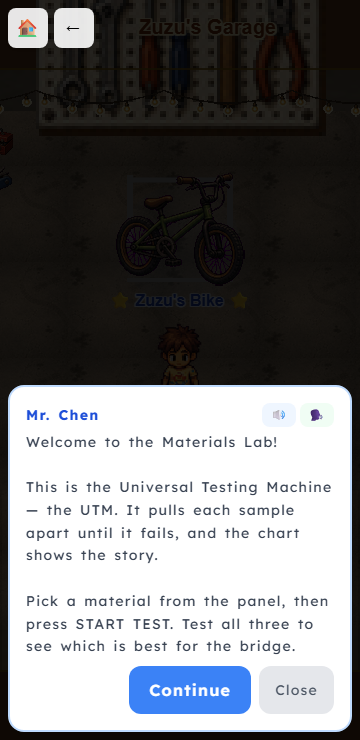 Zuzu's Garage
Zuzu's Bike
Mr. Chen
Welcome to the Materials Lab!
This is the Universal Testing Machine
— the UTM. It pulls each sample
apart until it fails, and the chart
shows the story.
Pick a material from the panel, then
press START TEST. Test all three to
see which is best for the bridge.
Continue
Close